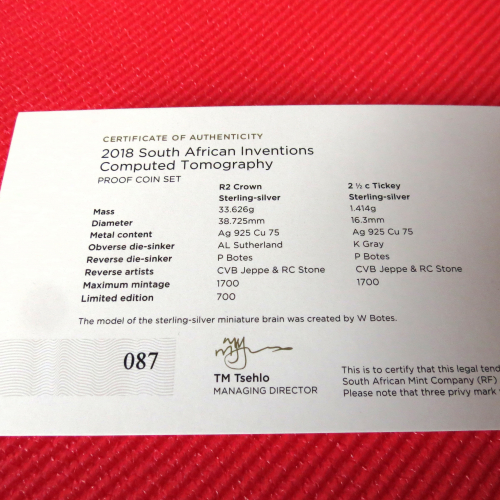 CERTIFICATE OF AUTHENTICITY
2018 South African Inventions
Computed Tomography
PROOF COIN SET
R2 Crown 2 ½ c Tickey
Sterling-silver Sterling-silver
Mass 33.626g 1.414g
Diameter 38.725mm 16.3mm
Metal content Ag 925 Cu 75 Ag 925 Cu 75
Obverse die-sinker AL Sutherland K Gray
Reverse die-sinker P Botes P Botes
Reverse artists CVB Jeppe & RC Stone CVB Jeppe & RC Stone
Maximum mintage 1700 1700
Limited edition 700
The model of the sterling-silver miniature brain was created by W Botes.
087
TM Tsehlo
MANAGING DIRECTOR
This is to certify that this legal tend
South African Mint Company (RF)
Please note that three privy mark